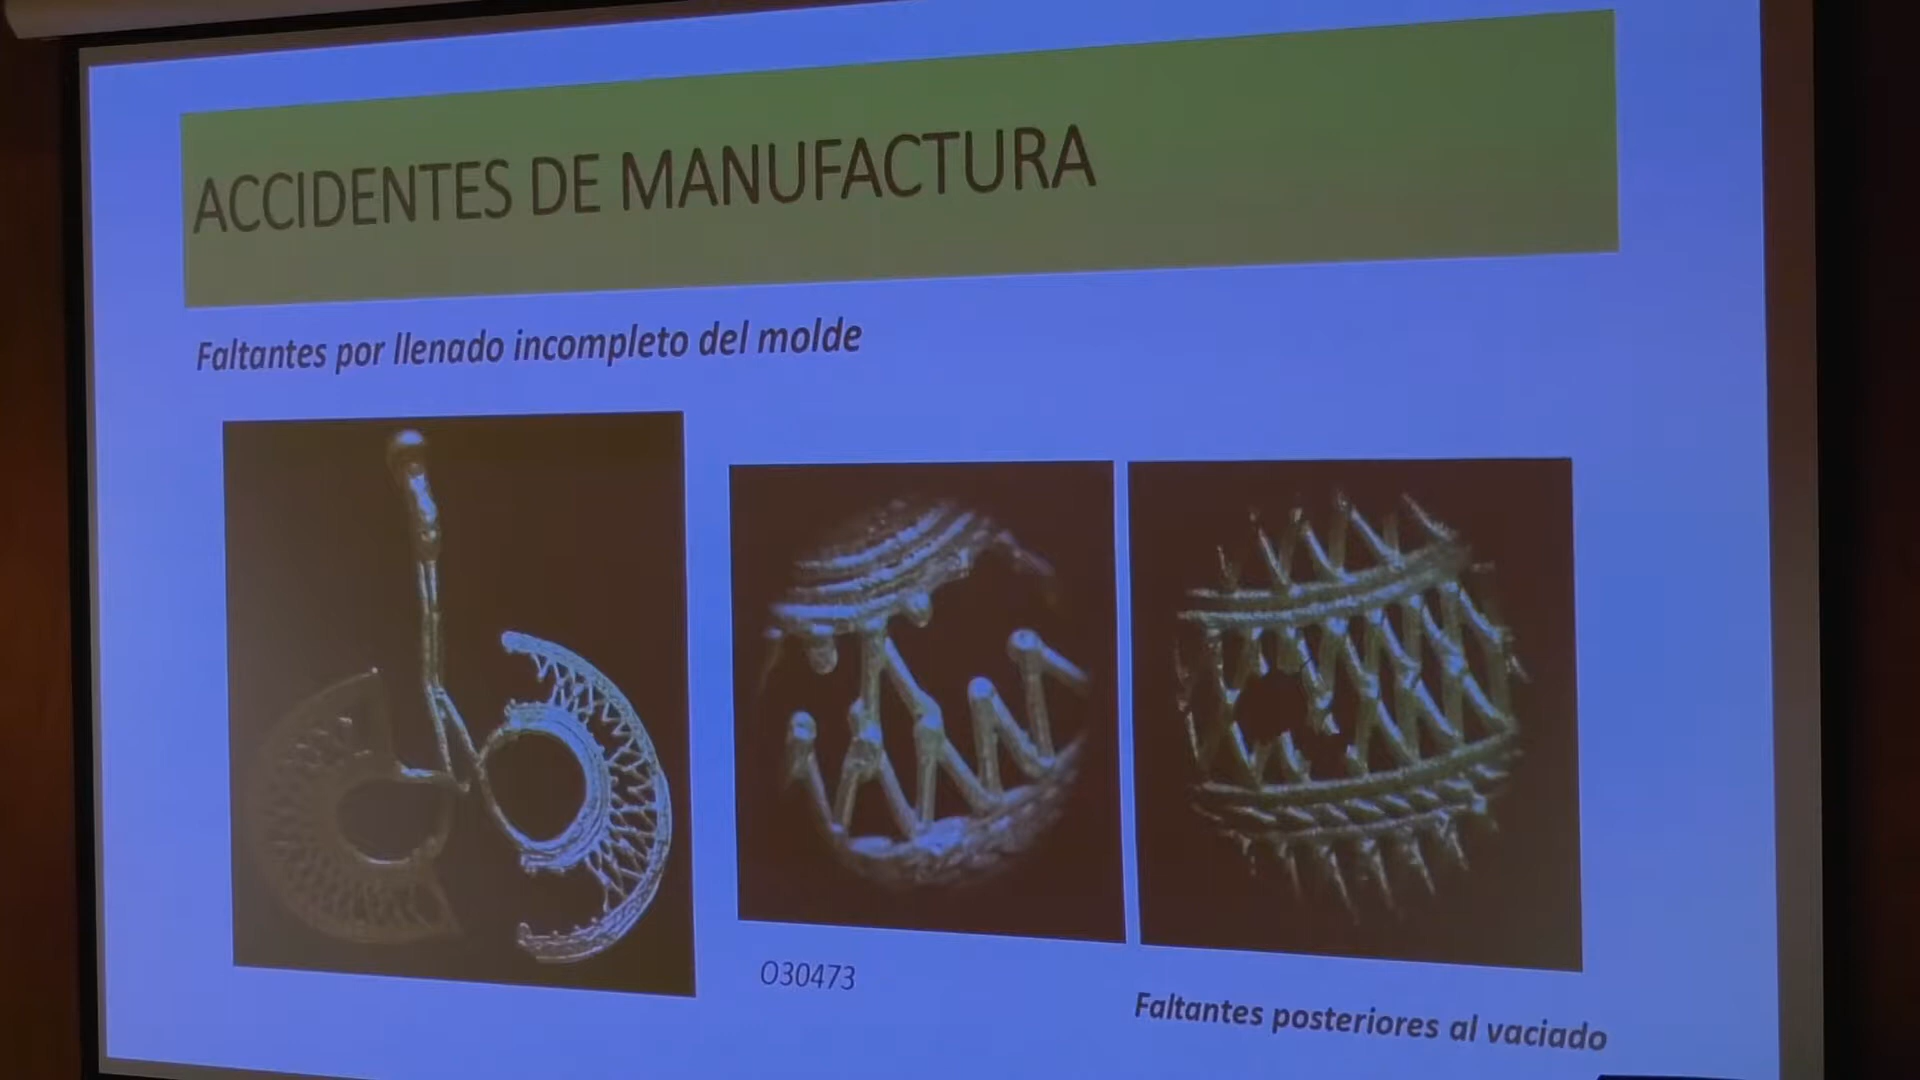 ACCIDENTES DE MANUFACTURA
Faltantes por llenado incompleto del molde
O30473
Faltantes posteriores al vaciado